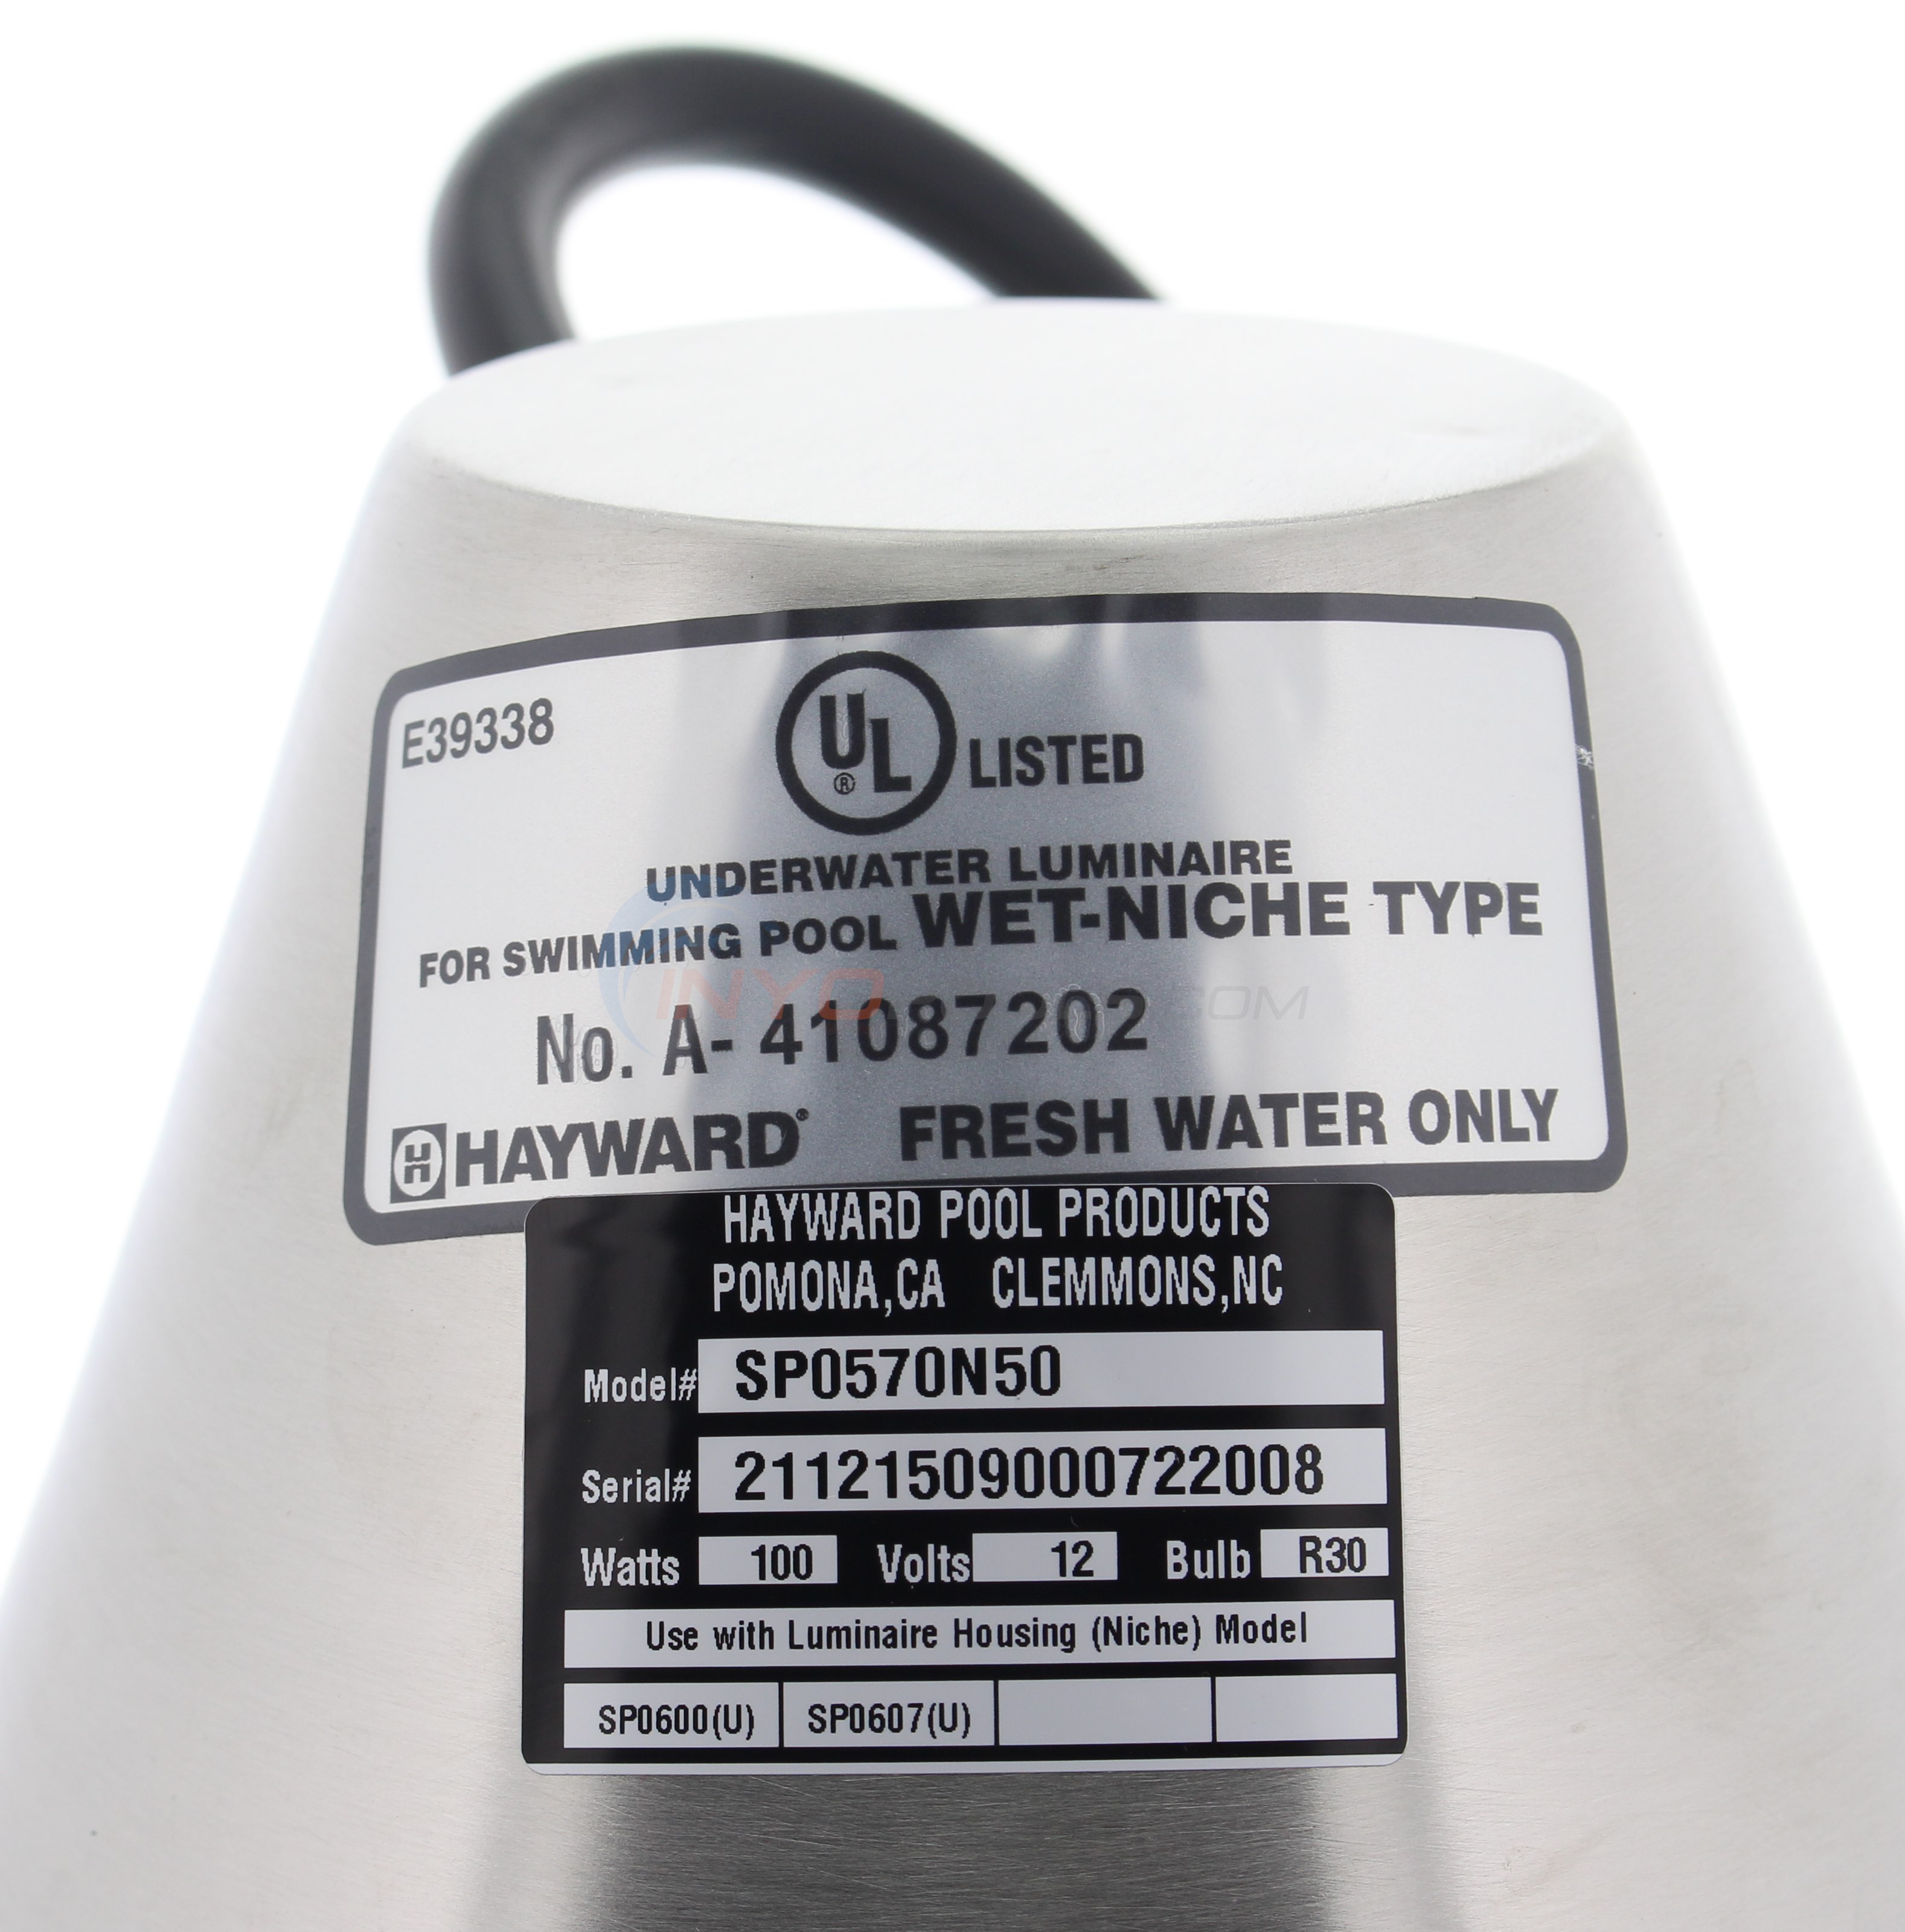 E39338
UL® LISTED
UNDERWATER LUMINAIRE
FOR SWIMMING POOL WET-NICHE TYPE
INYO .COM
No. A- 41087202
H HAYWARD® FRESH WATER ONLY
HAYWARD POOL PRODUCTS
POMONA,CA CLEMMONS,NC
Model# SP0570N50
Serial# 21121509000722008
Watts 100 Volts 12 Bulb R30
Use with Luminaire Housing (Niche) Model
SP0600(U) SP0607(U)